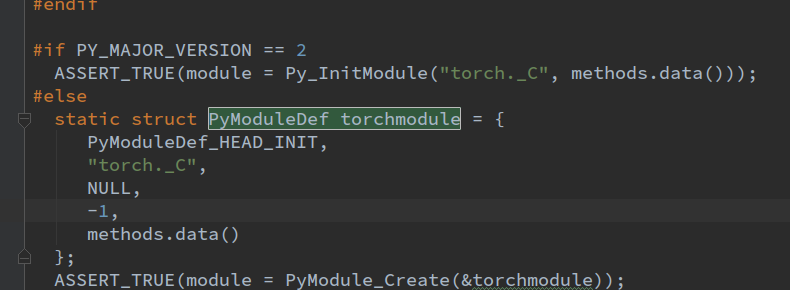 #endif
#if PY_MAJOR_VERSION == 2
ASSERT_TRUE(module = Py_InitModule("torch._C", methods.data()));
#else
static struct PyModuleDef torchmodule = {
PyModuleDef_HEAD_INIT,
"torch._C",
NULL,
-1,
methods.data()
};
ASSERT_TRUE(module = PyModule_Create(&torchmodule));